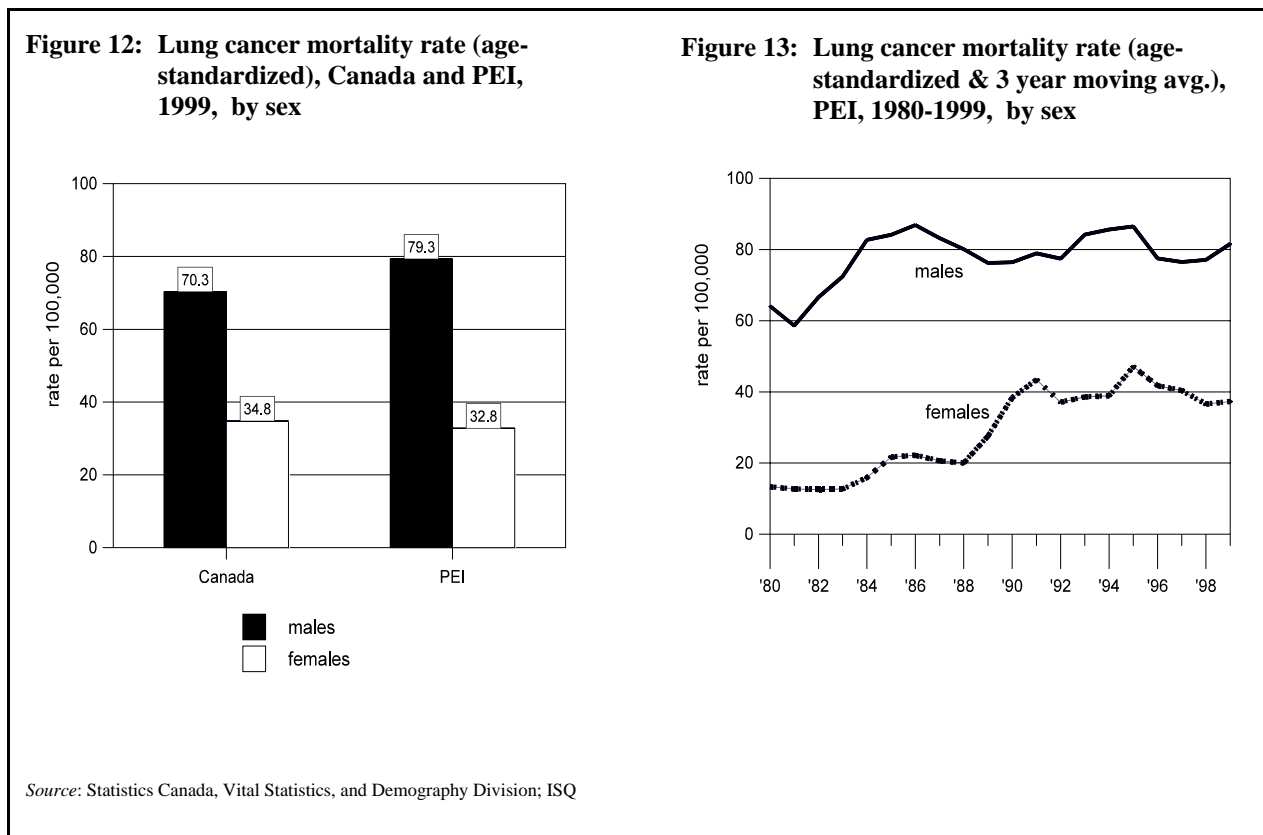 Figure 12: Lung cancer mortality rate (age-
standardized), Canada and PEI,
1999, by sex
100
80
60
40
20
0
rate per 100,000
70.3
34.8
79.3
32.8
Canada
PEI
males
females
Figure 13: Lung cancer mortality rate (age-
standardized & 3 year moving avg.),
PEI, 1980-1999, by sex
100
80
60
40
20
0
rate per 100,000
males
females
'80 '82 '84 '86 '88 '90 '92 '94 '96 '98
Source: Statistics Canada, Vital Statistics, and Demography Division; ISQ